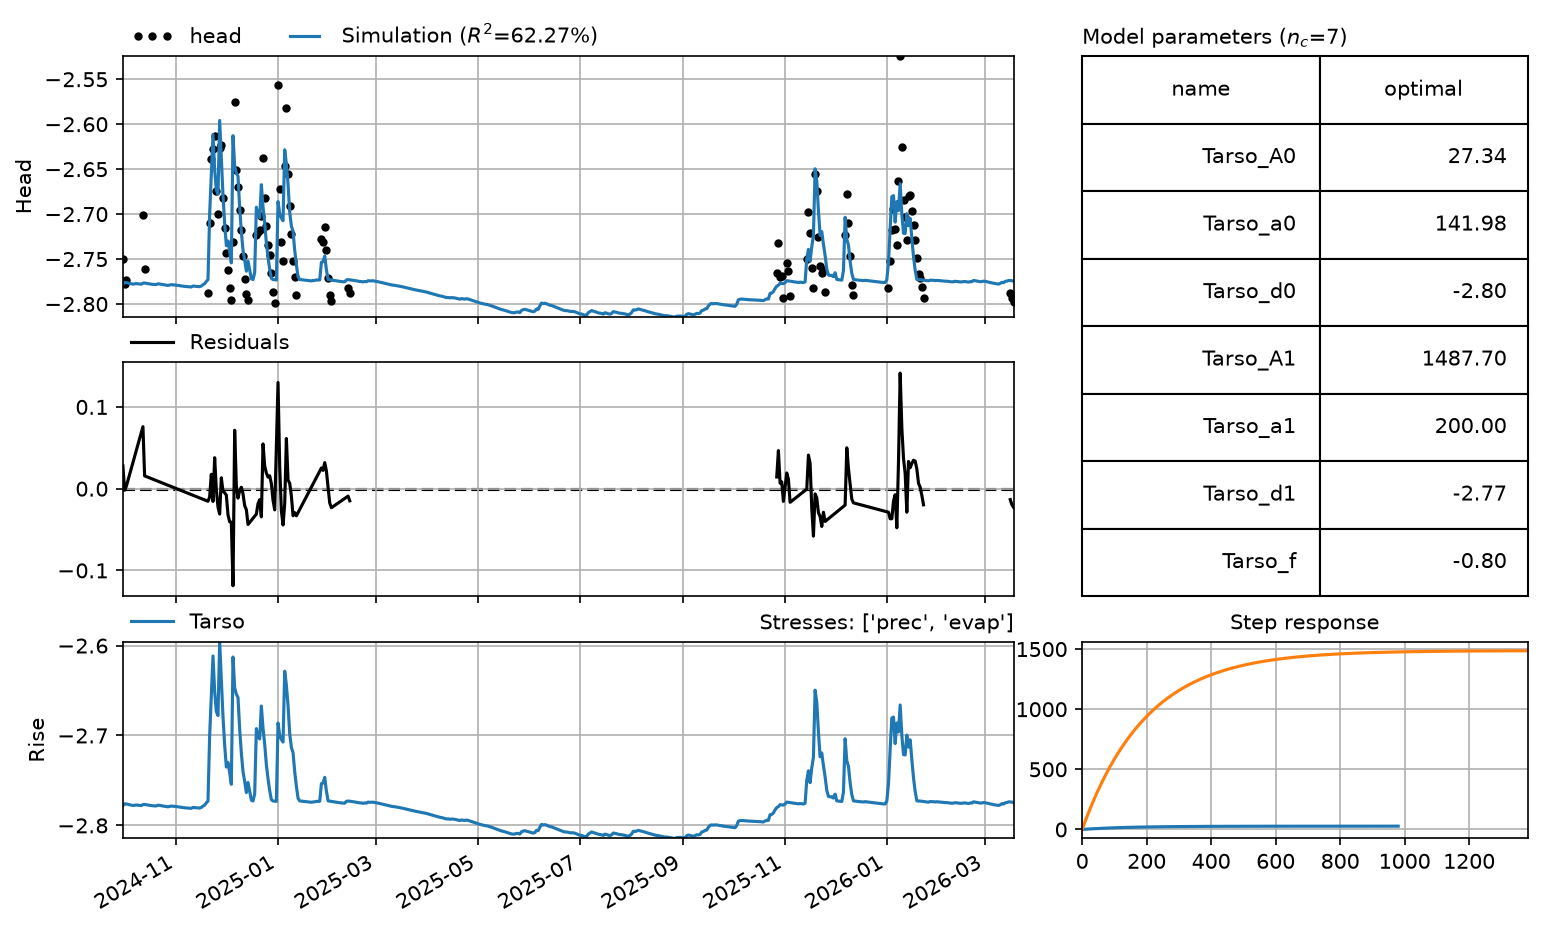 head
Simulation (R²=62.27%)
Model parameters (n_c=7)
Head
−2.55
−2.60
−2.65
−2.70
−2.75
−2.80
name optimal
Tarso_A0 27.34
Tarso_a0 141.98
Tarso_d0 -2.80
Tarso_A1 1487.70
Tarso_a1 200.00
Tarso_d1 -2.77
Tarso_f -0.80
Residuals
0.1
0.0
−0.1
Tarso
Stresses: ['prec', 'evap']
Rise
−2.6
−2.7
−2.8
2024-11
2025-01
2025-03
2025-05
2025-07
2025-09
2025-11
2026-01
2026-03
Step response
1500
1000
500
0
0 200 400 600 800 1000 1200